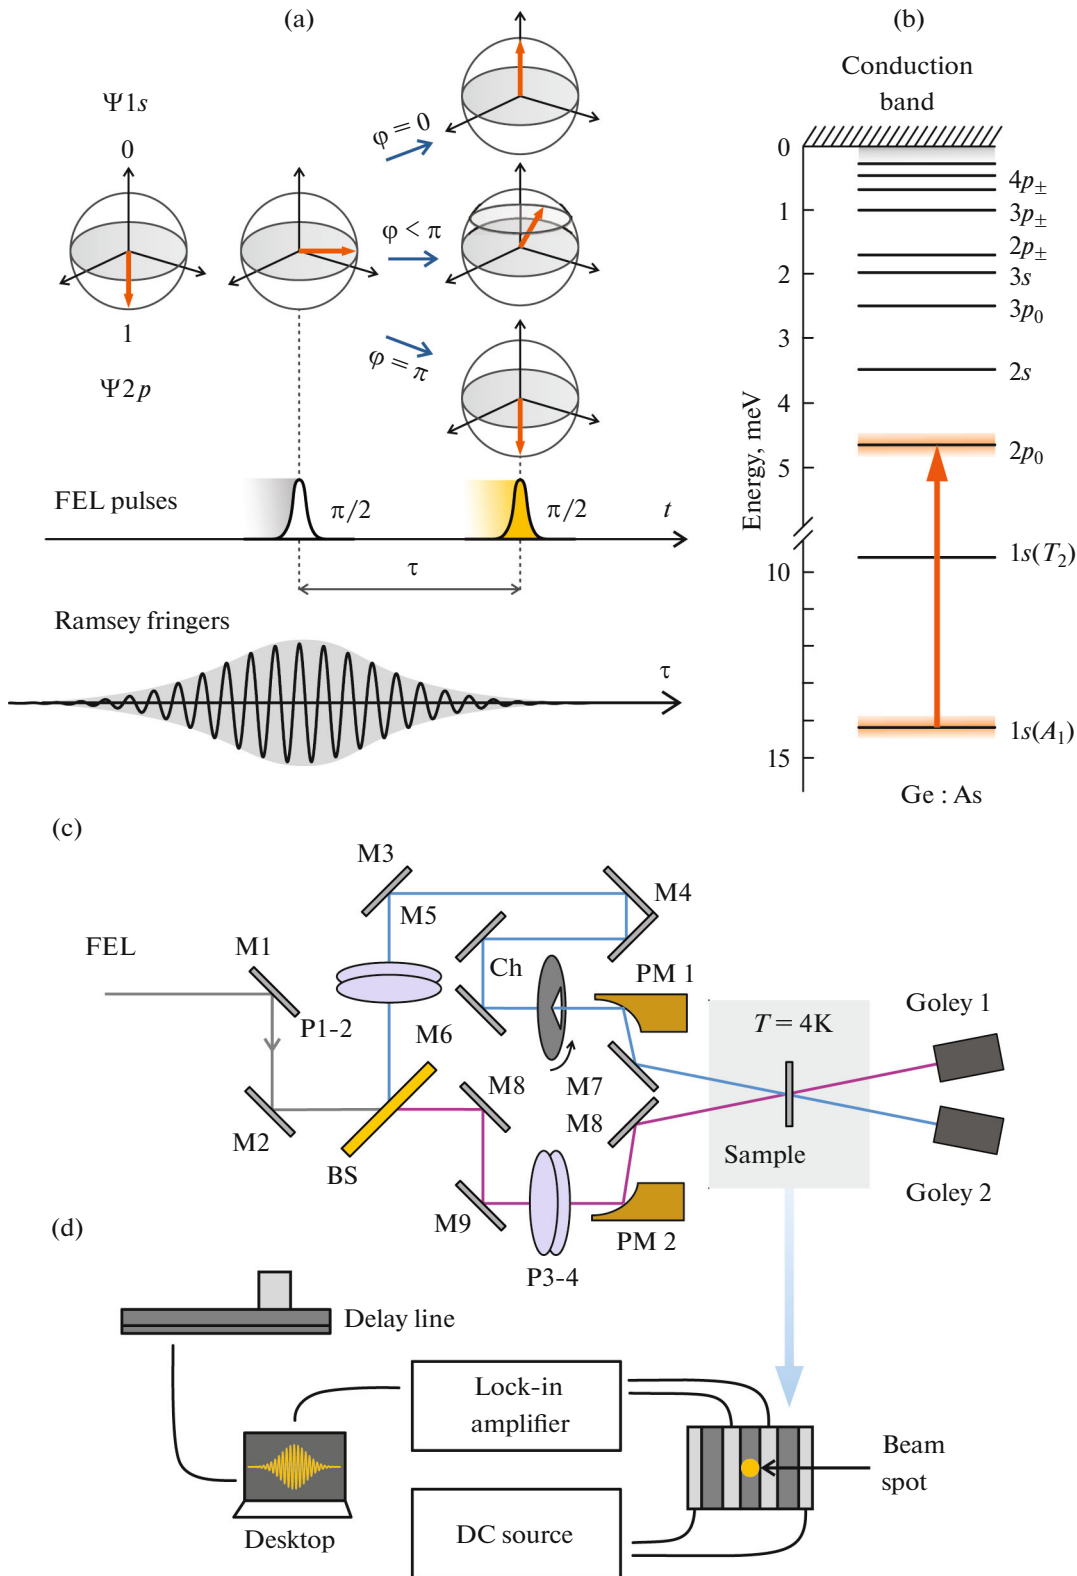 (a)
Ψ1s
0
1
Ψ2p
φ = 0
φ < π
φ = π
FEL pulses
π/2
π/2
t
τ
Ramsey fringers
τ
(b)
Conduction
band
Energy, meV
0
1
2
3
4
5
10
15
4p±
3p±
2p±
3s
3p0
2s
2p0
1s(T2)
1s(A1)
Ge : As
(c)
FEL
M1
M2
M3
M5
M4
P1-2
M6
BS
Ch
PM 1
M7
M8
M8
M9
P3-4
PM 2
T = 4K
Sample
Goley 1
Goley 2
(d)
Delay line
Desktop
Lock-in
amplifier
DC source
Beam
spot